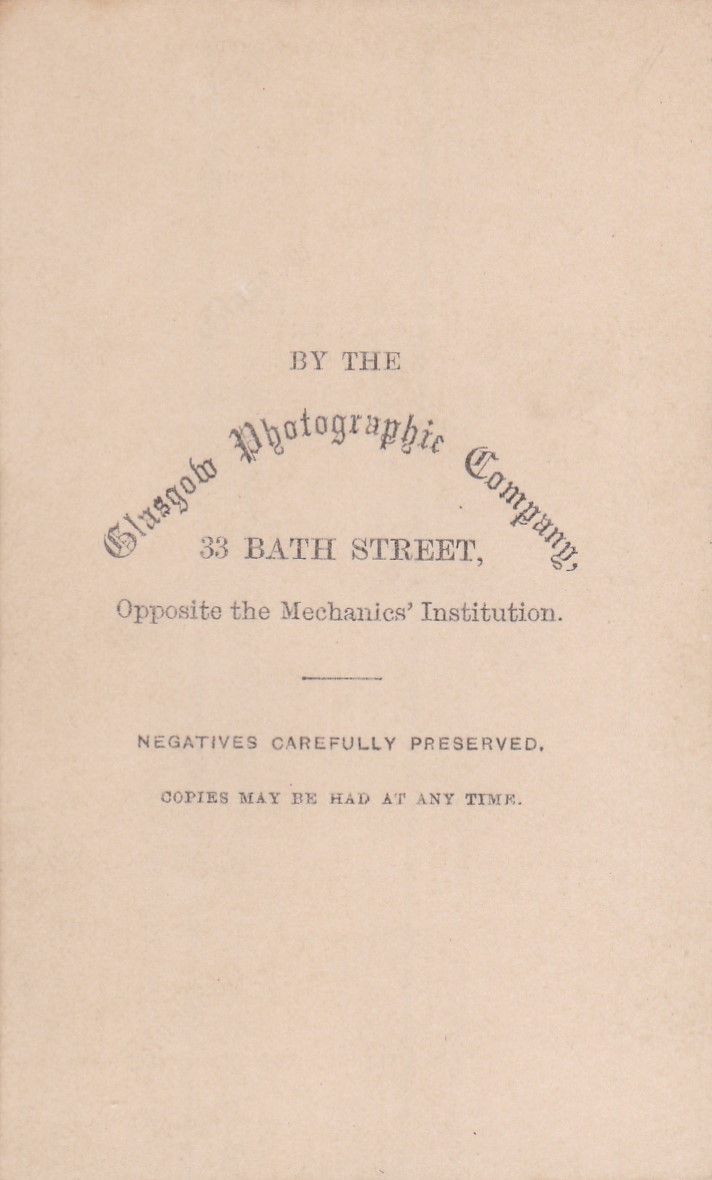 BY THE
Glasgow Photographic Company,
33 BATH STREET,
Opposite the Mechanics' Institution.
NEGATIVES CAREFULLY PRESERVED.
COPIES MAY BE HAD AT ANY TIME.